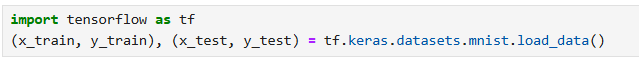 import tensorflow as tf
(x_train, y_train), (x_test, y_test) = tf.keras.datasets.mnist.load_data()